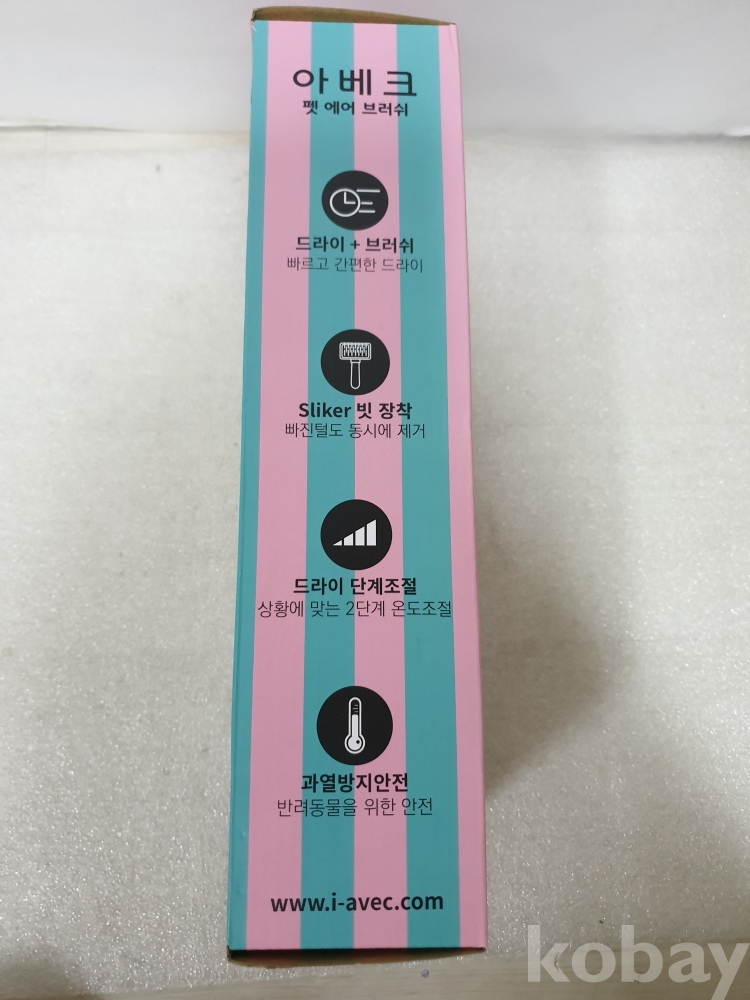 아베크
펫 에어 브러쉬
드라이 + 브러쉬
빠르고 간편한 드라이
Sliker 빗 장착
빠진털도 동시에 제거
드라이 단계조절
상황에 맞는 2단계 온도조절
과열방지안전
반려동물을 위한 안전
www.i-avec.com
kobay